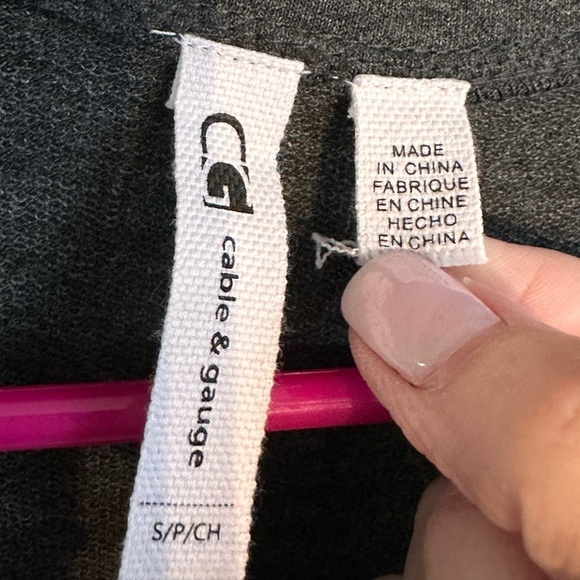 CG
cable & gauge
S/P/CH
MADE
IN CHINA
FABRIQUE
EN CHINE
HECHO
EN CHINA